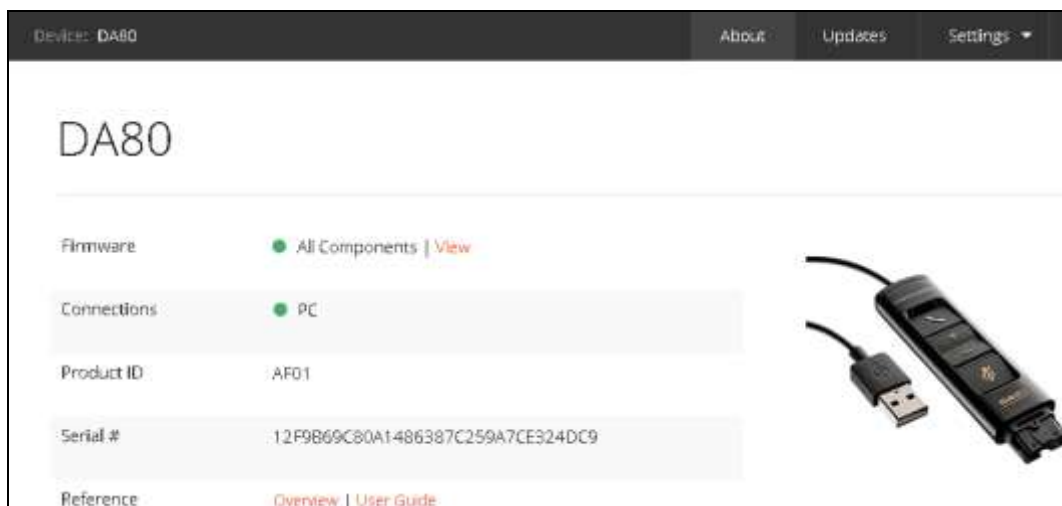 Device: DA80 About Updates Settings
DA80
Firmware All Components | View
Connections PC
Product ID AF01
Serial # 12F9B69C80A1486387C259A7CE324DC9
Reference Overview | User Guide